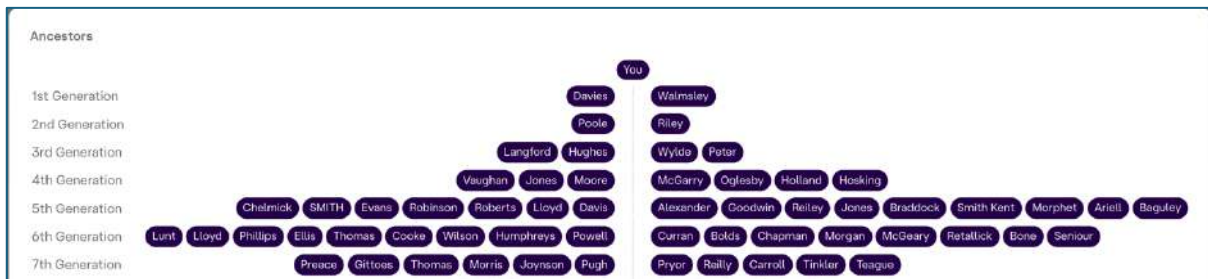 Ancestors
You
1st Generation Davies Walmsley
2nd Generation Poole Riley
3rd Generation Langford Hughes Wylde Peter
4th Generation Vaughan Jones Moore McGarry Oglesby Holland Hosking
5th Generation Chelmick SMITH Evans Robinson Roberts Lloyd Davis Alexander Goodwin Reiley Jones Braddock Smith Kent Morphet Ariell Baguley
6th Generation Lunt Lloyd Phillips Ellis Thomas Cooke Wilson Humphreys Powell Curran Bolds Chapman Morgan McGeary Retallick Bone Seniour
7th Generation Preece Gittoes Thomas Morris Joynson Pugh Pryor Reilly Carroll Tinkler Teague